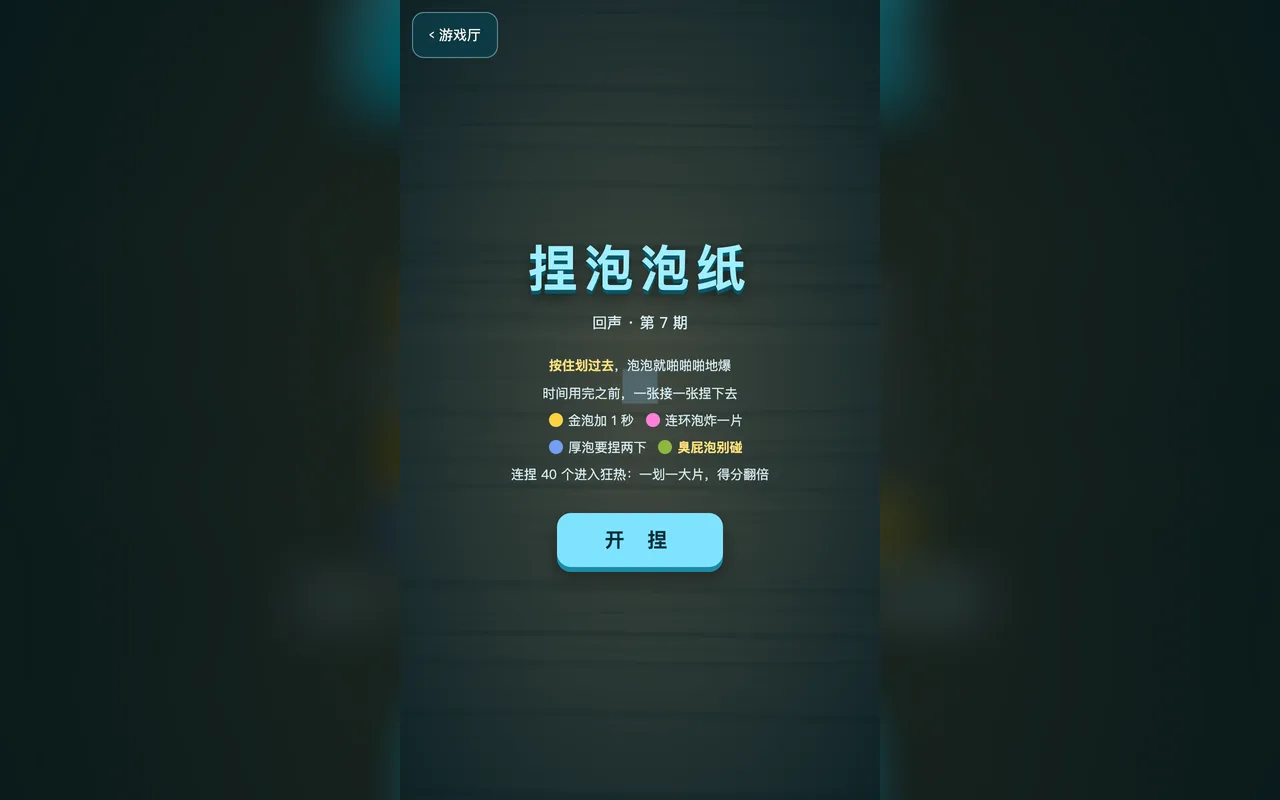 < 游戏厅
捏泡泡纸
回声 · 第 7 期
按住划过去，泡泡就啪啪啪地爆
时间用完之前，一张接一张捏下去
金泡加 1 秒 连环泡炸一片
厚泡要捏两下 臭屁泡别碰
连捏 40 个进入狂热：一划一大片，得分翻倍
开 捏